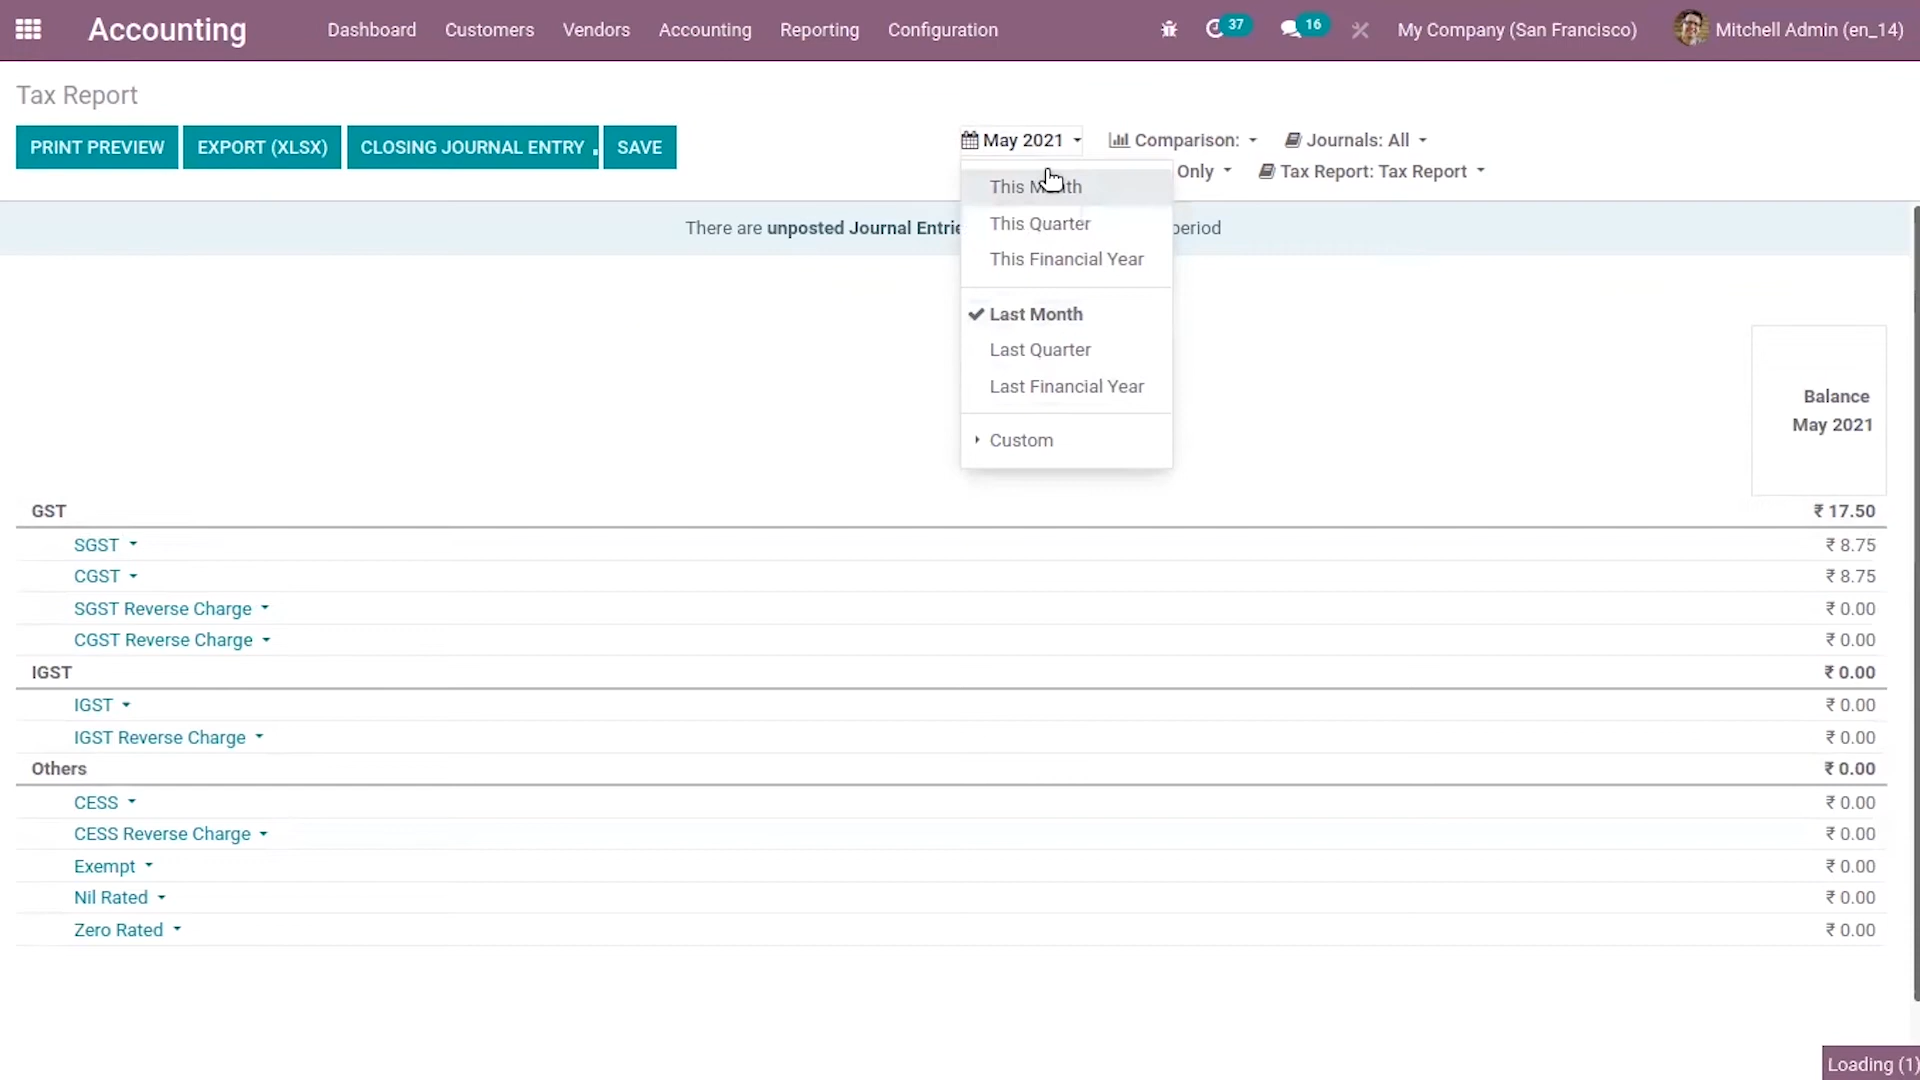 Accounting Dashboard Customers Vendors Accounting Reporting Configuration 37 16 My Company (San Francisco) Mitchell Admin (en_14)
Tax Report
PRINT PREVIEW EXPORT (XLSX) CLOSING JOURNAL ENTRY SAVE
May 2021 Comparison: Journals: All
Only Tax Report: Tax Report
This Month
This Quarter
This Financial Year
Last Month
Last Quarter
Last Financial Year
Custom
There are unposted Journal period
Balance
May 2021
GST ₹ 17.50
SGST ₹ 8.75
CGST ₹ 8.75
SGST Reverse Charge ₹ 0.00
CGST Reverse Charge ₹ 0.00
IGST ₹ 0.00
IGST ₹ 0.00
IGST Reverse Charge ₹ 0.00
Others ₹ 0.00
CESS ₹ 0.00
CESS Reverse Charge ₹ 0.00
Exempt ₹ 0.00
Nil Rated ₹ 0.00
Zero Rated ₹ 0.00
Loading (1)